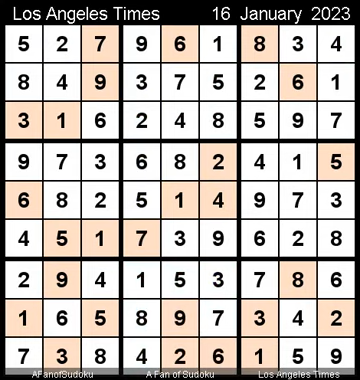 Los Angeles Times 16 January 2023
5 2 7 9 6 1 8 3 4
8 4 9 3 7 5 2 6 1
3 1 6 2 4 8 5 9 7
9 7 3 6 8 2 4 1 5
6 8 2 5 1 4 9 7 3
4 5 1 7 3 9 6 2 8
2 9 4 1 5 3 7 8 6
1 6 5 8 9 7 3 4 2
7 3 8 4 2 6 1 5 9
AFanofSudoku A Fan of Sudoku Los Angeles Times